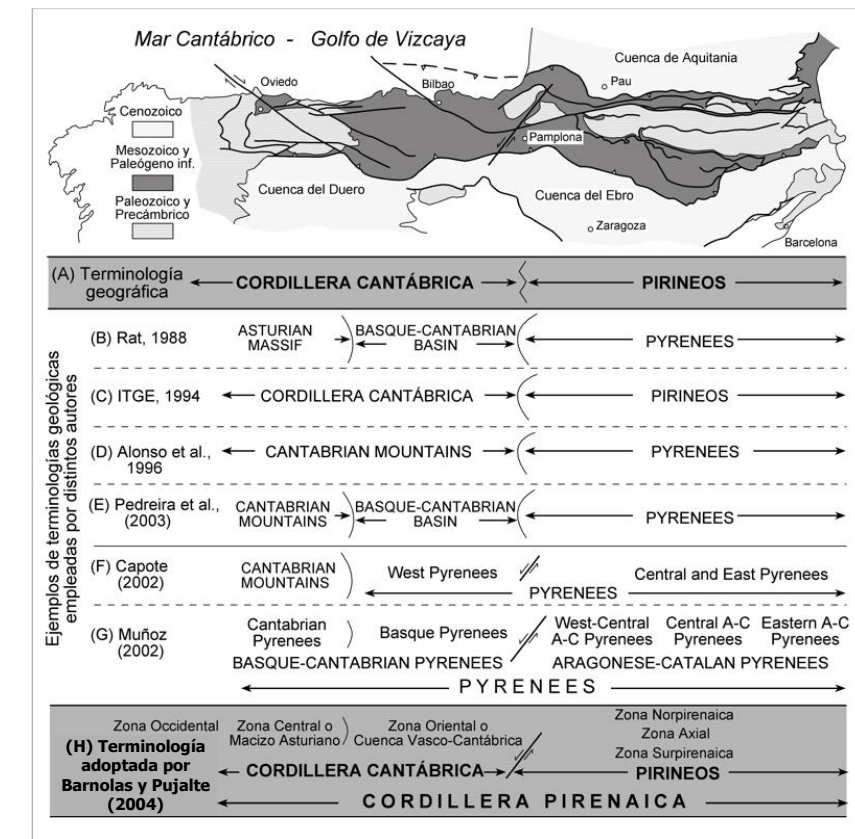 Mar Cantábrico - Golfo de Vizcaya
Cuenca de Aquitania
Oviedo
Bilbao
Pau
Cenozoico
Mesozoico y
Paleógeno inf.
Pamplona
Paleozoico y
Precámbrico
Cuenca del Duero
Cuenca del Ebro
Zaragoza
Barcelona
(A) Terminología
geográfica
CORDILLERA CANTÁBRICA
PIRINEOS
Ejemplos de terminologías geológicas
empleadas por distintos autores
(B) Rat, 1988
ASTURIAN
MASSIF
BASQUE-CANTABRIAN
BASIN
PYRENEES
(C) ITGE, 1994
CORDILLERA CANTÁBRICA
PIRINEOS
(D) Alonso et al.,
1996
CANTABRIAN MOUNTAINS
PYRENEES
(E) Pedreira et al.,
(2003)
CANTABRIAN
MOUNTAINS
BASQUE-CANTABRIAN
BASIN
PYRENEES
(F) Capote
(2002)
CANTABRIAN
MOUNTAINS
West Pyrenees
Central and East Pyrenees
PYRENEES
(G) Muñoz
(2002)
Cantabrian
Pyrenees
Basque Pyrenees
West-Central
A-C Pyrenees
Central A-C
Pyrenees
Eastern A-C
Pyrenees
BASQUE-CANTABRIAN PYRENEES
ARAGONESE-CATALAN PYRENEES
PYRENEES
(H) Terminología
adoptada por
Barnolas y Pujalte
(2004)
Zona Occidental
Zona Central o
Macizo Asturiano
Zona Oriental o
Cuenca Vasco-Cantábrica
Zona Norpirenaica
Zona Axial
Zona Surpirenaica
CORDILLERA CANTÁBRICA
PIRINEOS
CORDILLERA PIRENAICA